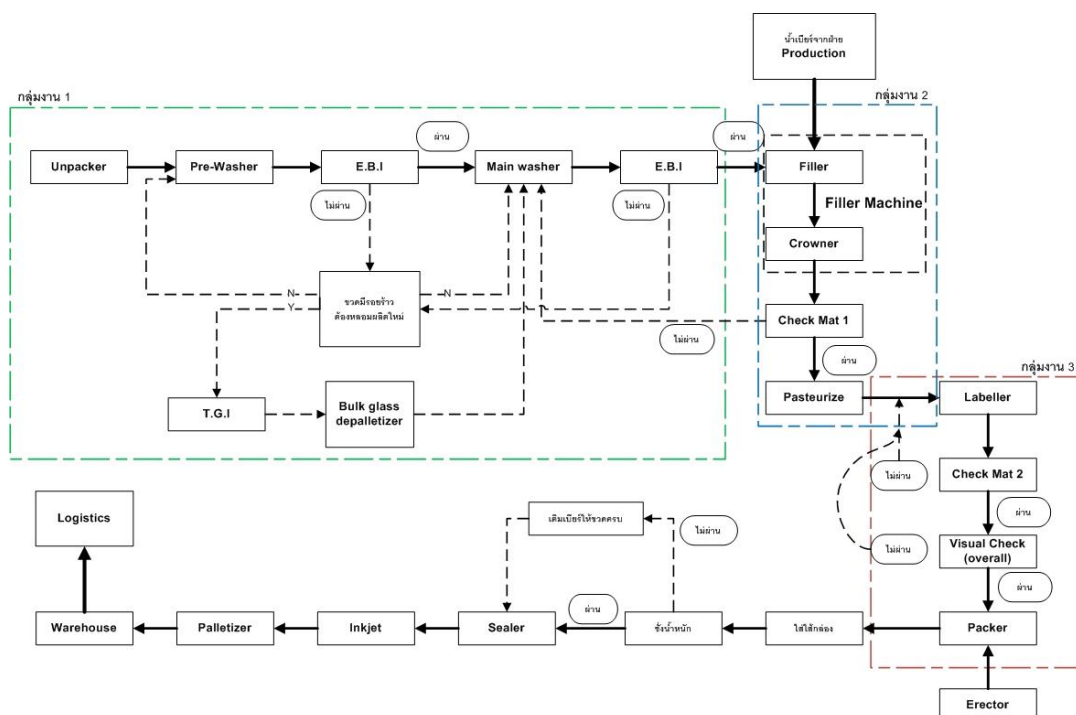 น้ำเบียร์จากฝ่าย
Production
กลุ่มงาน 1
กลุ่มงาน 2
ผ่าน
ผ่าน
Unpacker
Pre-Washer
E.B.I
Main washer
E.B.I
Filler
ไม่ผ่าน
ไม่ผ่าน
Filler Machine
Crowner
N
N
Y
ขวดมีรอยร้าว
ต้องหลอมผลิตใหม่
Check Mat 1
ไม่ผ่าน
ผ่าน
กลุ่มงาน 3
T.G.I
Bulk glass
depalletizer
Pasteurize
Labeller
ไม่ผ่าน
Check Mat 2
Logistics
เติมเบียร์ให้ขวดครบ
ไม่ผ่าน
ผ่าน
ไม่ผ่าน
Visual Check
(overall)
ผ่าน
ผ่าน
Warehouse
Palletizer
Inkjet
Sealer
ชั่งน้ำหนัก
ใส่ไส้กล่อง
Packer
Erector